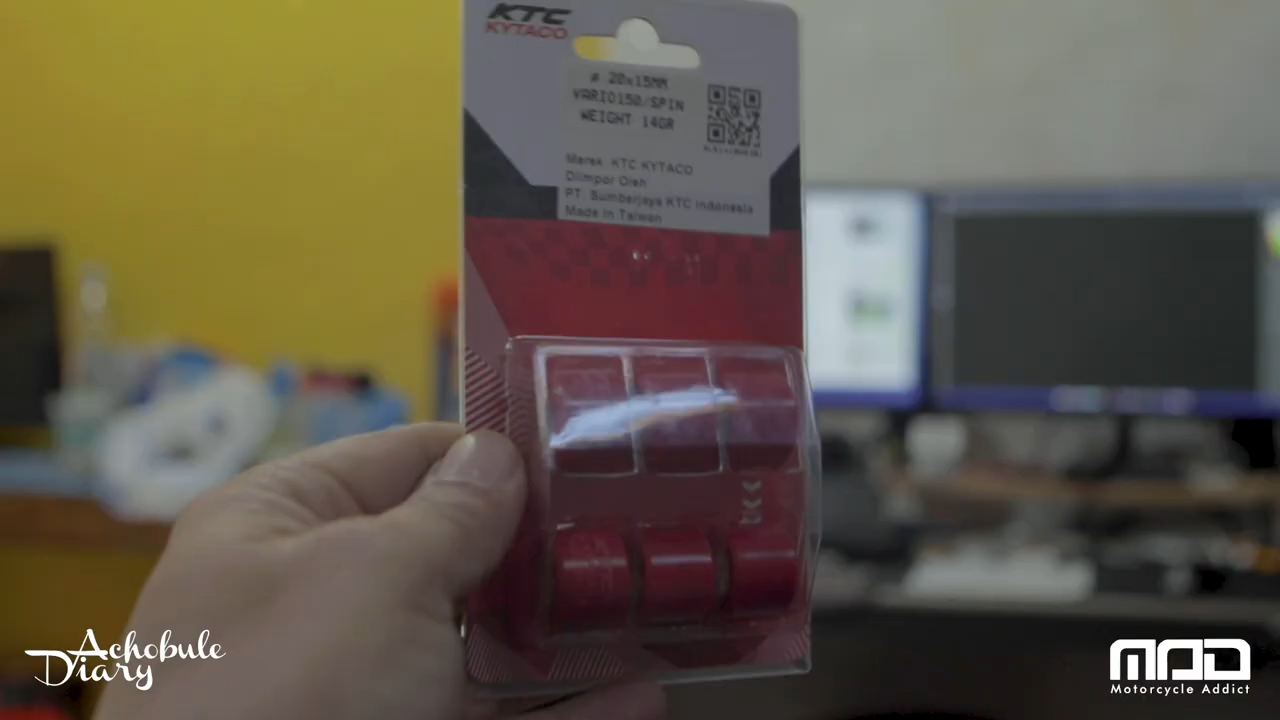 KTC
KYTACO
ø 20x15MM
VARIO150/SPIN
WEIGHT 14GR
Merek KTC KYTACO
Diimpor Oleh
PT. Sumberjaya KTC Indonesia
Made In Taiwan
Achobule
Diary
MAD
Motorcycle Addict